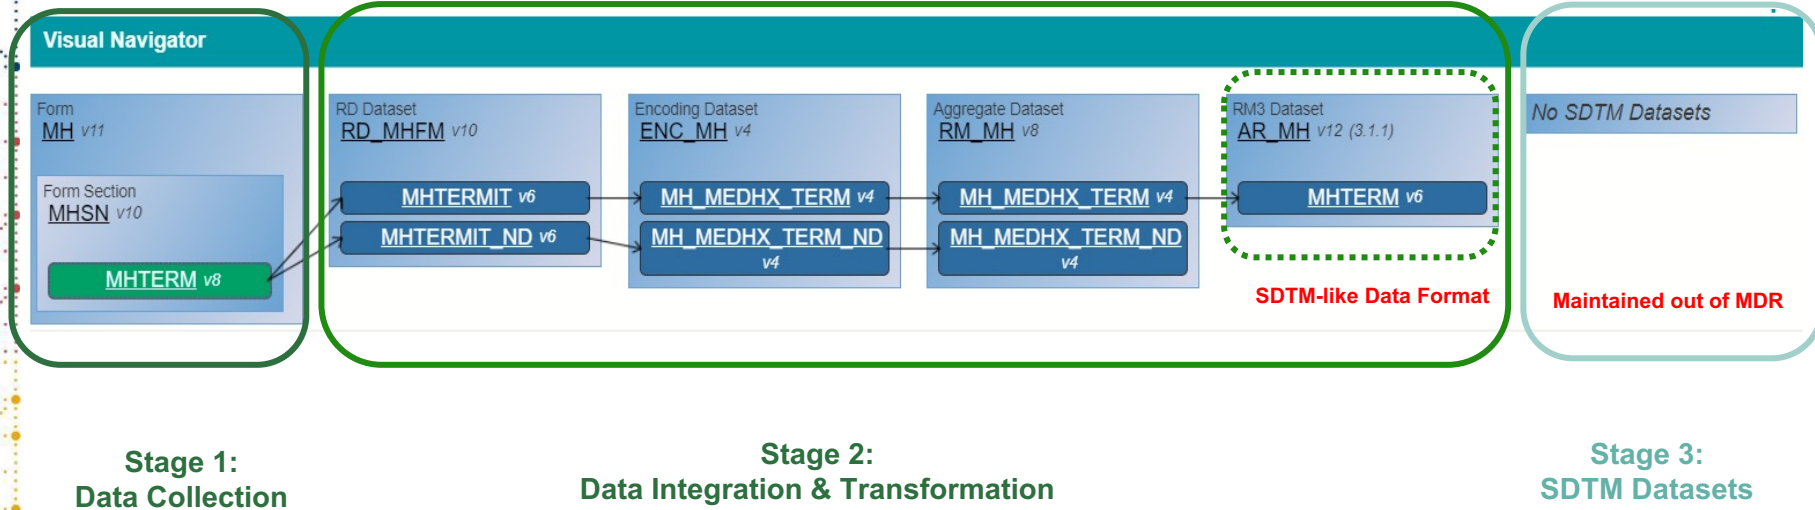 Visual Navigator
Form
MH v11
Form Section
MHSN v10
MHTERM v8
RD Dataset
RD_MHFM v10
MHTERMIT v6
MHTERMIT_ND v6
Encoding Dataset
ENC_MH v4
MH_MEDHX_TERM v4
MH_MEDHX_TERM_ND
v4
Aggregate Dataset
RM_MH v8
MH_MEDHX_TERM v4
MH_MEDHX_TERM_ND
v4
RM3 Dataset
AR_MH v12 (3.1.1)
MHTERM v6
SDTM-like Data Format
No SDTM Datasets
Maintained out of MDR
Stage 1:
Data Collection
Stage 2:
Data Integration & Transformation
Stage 3:
SDTM Datasets